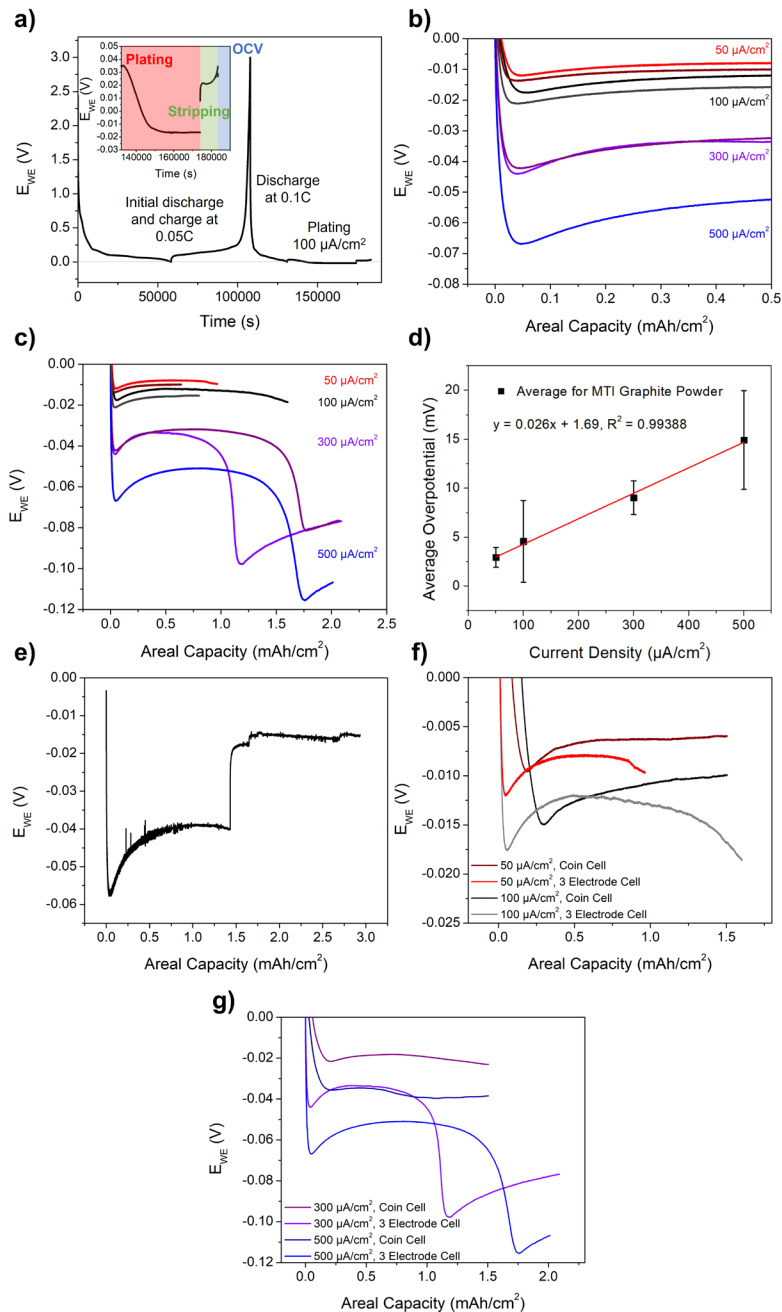 a)
E_WE (V)
3.0
2.5
2.0
1.5
1.0
0.5
0.0
0
50000
100000
150000
Time (s)
Initial discharge
and charge at
0.05C
Discharge
at 0.1C
Plating
100 µA/cm²
E_WE (V)
0.05
0.04
0.03
0.02
0.01
0.00
-0.01
-0.02
-0.03
140000
160000
180000
Time (s)
Plating
Stripping
OCV
b)
E_WE (V)
0.00
-0.01
-0.02
-0.03
-0.04
-0.05
-0.06
-0.07
-0.08
0.0
0.1
0.2
0.3
0.4
0.5
Areal Capacity (mAh/cm²)
50 µA/cm²
100 µA/cm²
300 µA/cm²
500 µA/cm²
c)
E_WE (V)
0.00
-0.02
-0.04
-0.06
-0.08
-0.10
-0.12
0.0
0.5
1.0
1.5
2.0
2.5
Areal Capacity (mAh/cm²)
50 µA/cm²
100 µA/cm²
300 µA/cm²
500 µA/cm²
d)
Average Overpotential (mV)
20
15
10
5
0
0
100
200
300
400
500
Current Density (µA/cm²)
Average for MTI Graphite Powder
y = 0.026x + 1.69, R² = 0.99388
e)
E_WE (V)
0.00
-0.01
-0.02
-0.03
-0.04
-0.05
-0.06
0.0
0.5
1.0
1.5
2.0
2.5
3.0
Areal Capacity (mAh/cm²)
f)
E_WE (V)
0.000
-0.005
-0.010
-0.015
-0.020
-0.025
0.0
0.5
1.0
1.5
Areal Capacity (mAh/cm²)
50 µA/cm², Coin Cell
50 µA/cm², 3 Electrode Cell
100 µA/cm², Coin Cell
100 µA/cm², 3 Electrode Cell
g)
E_WE (V)
0.00
-0.02
-0.04
-0.06
-0.08
-0.10
-0.12
0.0
0.5
1.0
1.5
2.0
Areal Capacity (mAh/cm²)
300 µA/cm², Coin Cell
300 µA/cm², 3 Electrode Cell
500 µA/cm², Coin Cell
500 µA/cm², 3 Electrode Cell